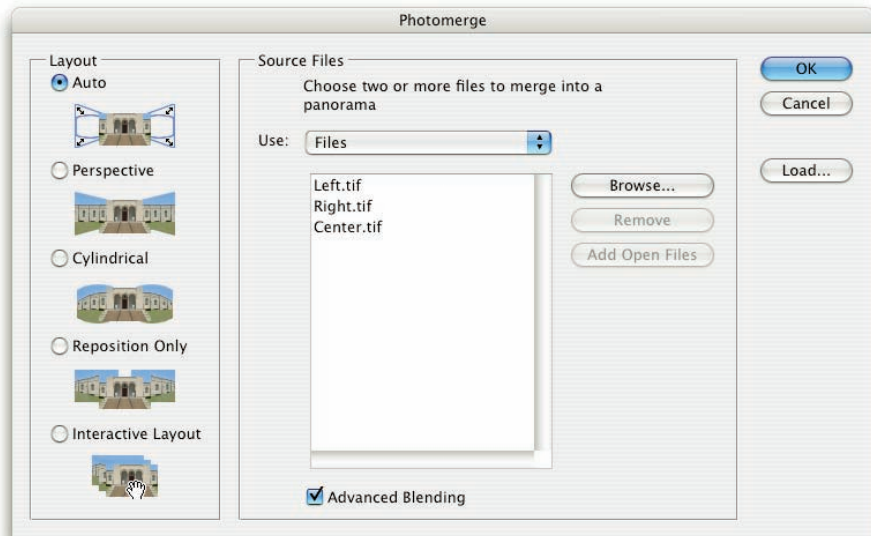 Photomerge
Layout
Auto
Perspective
Cylindrical
Reposition Only
Interactive Layout
Source Files
Choose two or more files to merge into a
panorama
Use: Files
Left.tif
Right.tif
Center.tif
Browse...
Remove
Add Open Files
Advanced Blending
OK
Cancel
Load...